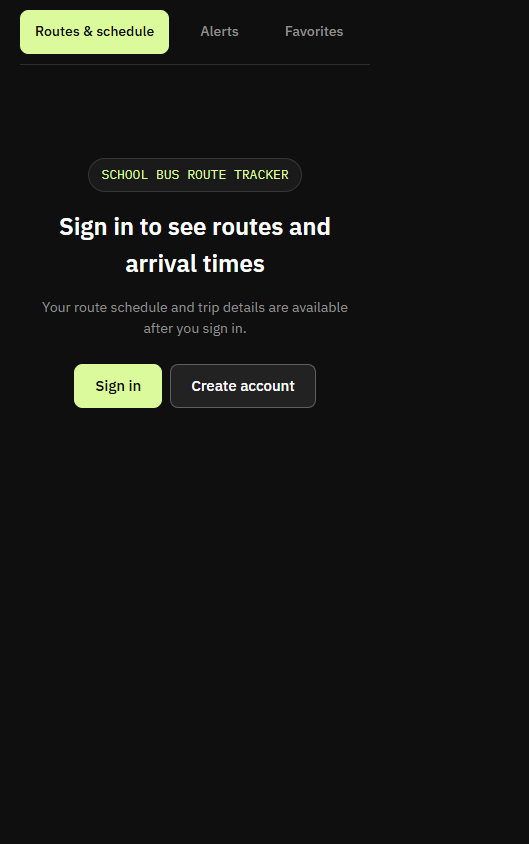 Routes & schedule Alerts Favorites
SCHOOL BUS ROUTE TRACKER
Sign in to see routes and
arrival times
Your route schedule and trip details are available
after you sign in.
Sign in Create account